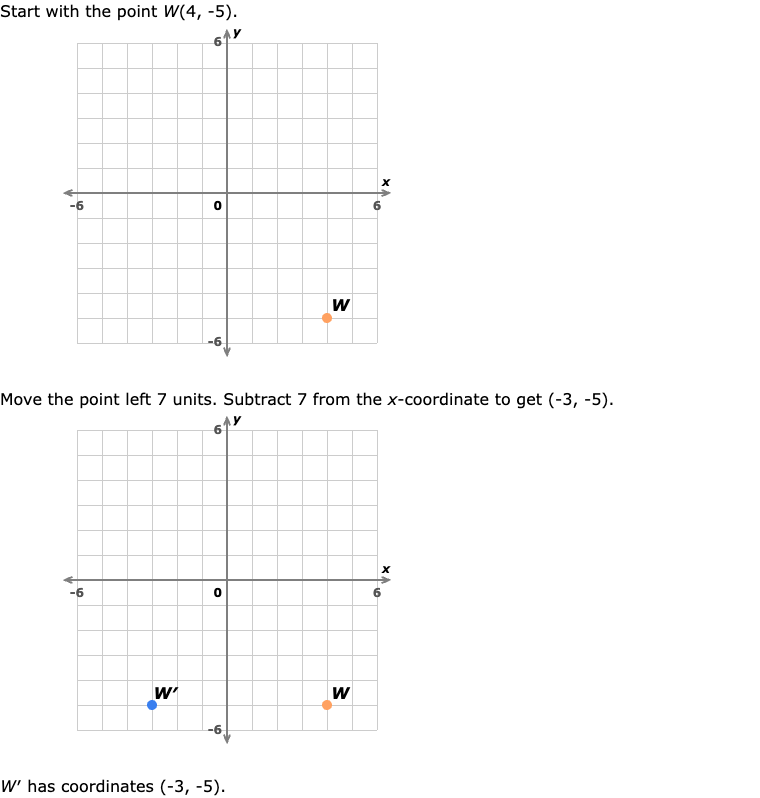 Start with the point W(4, -5).
y
6
x
-6 0 6
W
-6
Move the point left 7 units. Subtract 7 from the x-coordinate to get (-3, -5).
y
6
x
-6 0 6
W′ W
-6
W′ has coordinates (-3, -5).